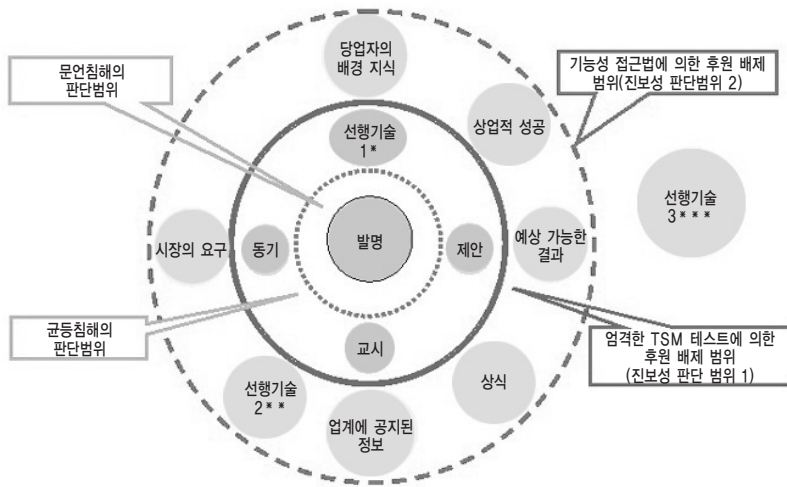 당업자의
배경 지식
문언침해의
판단범위
기능성 접근법에 의한 후원 배제
범위(진보성 판단범위 2)
상업적 성공
선행기술
1*
선행기술
3***
발명
시장의 요구
동기
제안
예상 가능한
결과
균등침해의
판단범위
교시
엄격한 TSM 테스트에 의한
후원 배제 범위
(진보성 판단 범위 1)
선행기술
2**
상식
업계에 공지된
정보